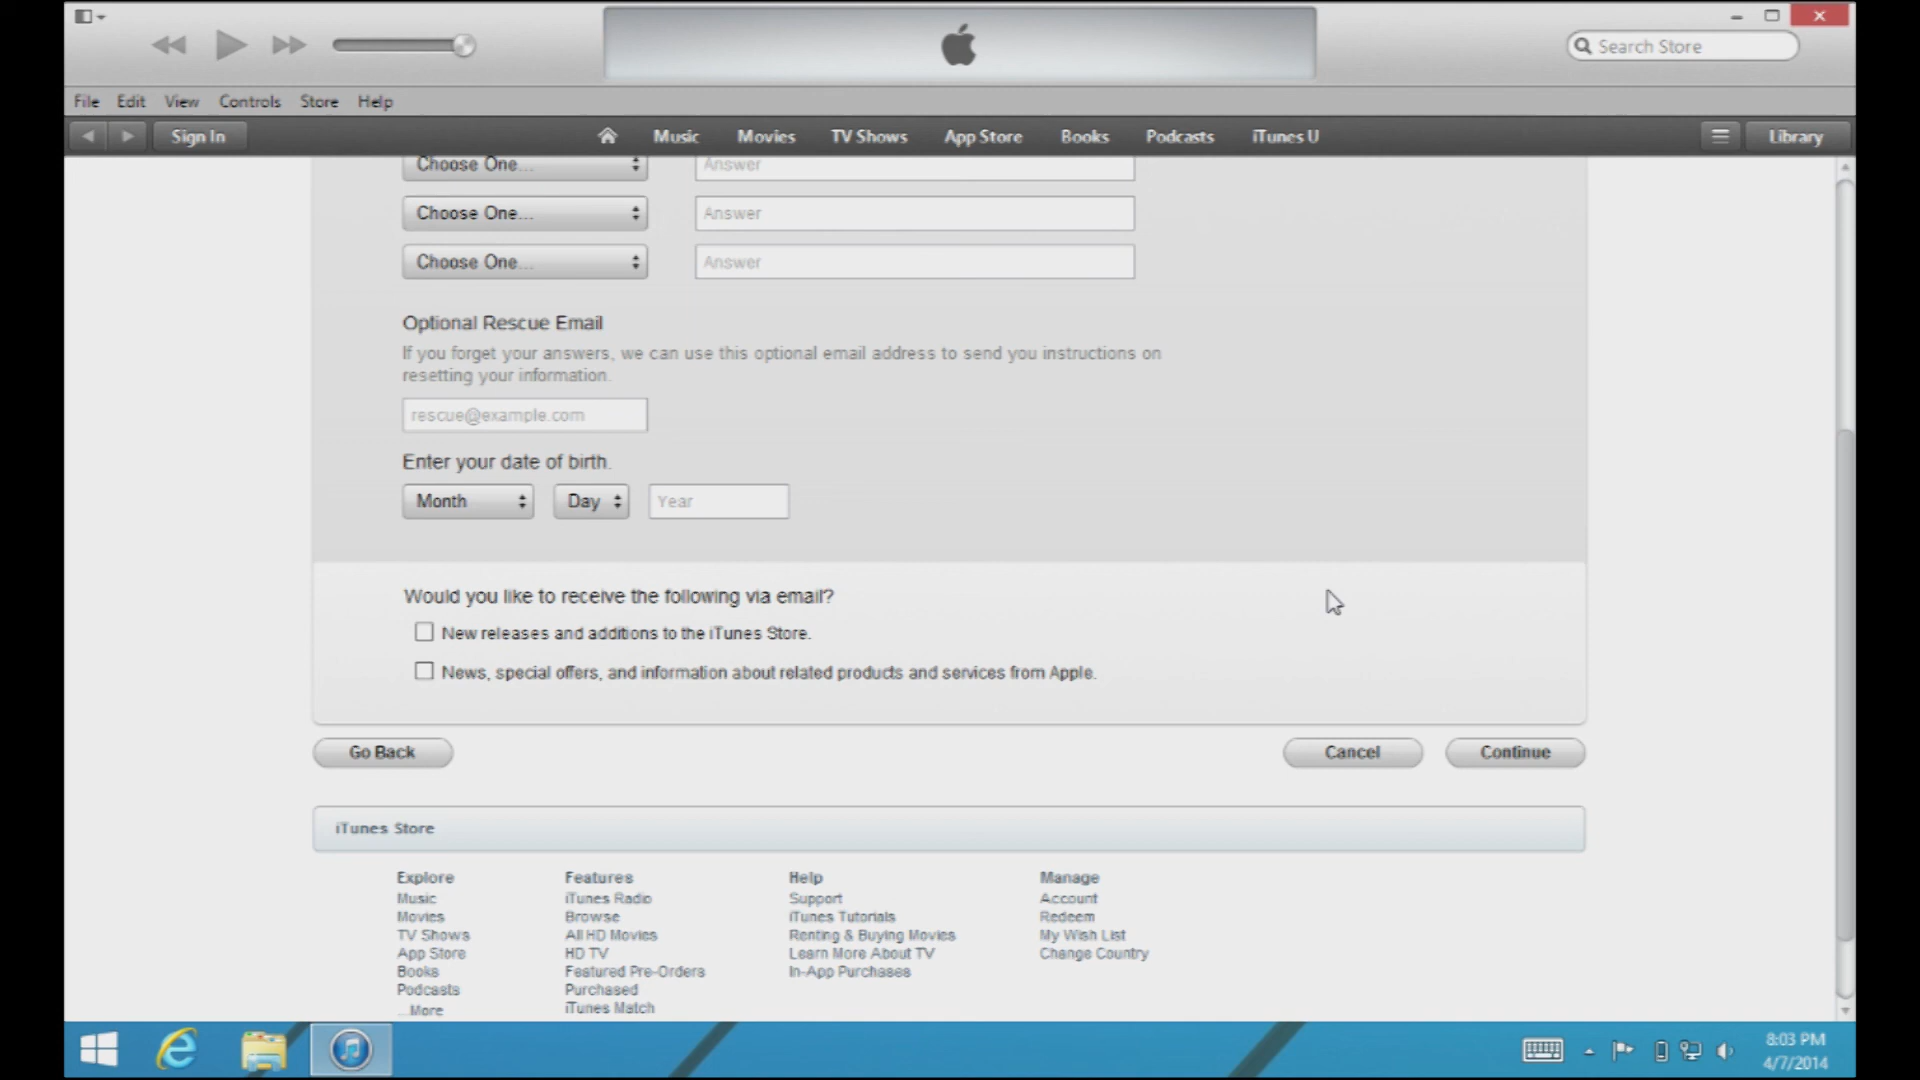 Search Store
File Edit View Controls Store Help
Sign In Music Movies TV Shows App Store Books Podcasts iTunes U Library
Choose One... Answer
Choose One... Answer
Choose One... Answer
Optional Rescue Email
If you forget your answers, we can use this optional email address to send you instructions on
resetting your information.
rescue@example.com
Enter your date of birth.
Month Day Year
Would you like to receive the following via email?
New releases and additions to the iTunes Store.
News, special offers, and information about related products and services from Apple.
Go Back Cancel Continue
iTunes Store
Explore
Music
Movies
TV Shows
App Store
Books
Podcasts
...More
Features
iTunes Radio
Browse
All HD Movies
HD TV
Featured Pre-Orders
Purchased
iTunes Match
Help
Support
iTunes Tutorials
Renting & Buying Movies
Learn More About TV
In-App Purchases
Manage
Account
Redeem
My Wish List
Change Country
8:03 PM
4/7/2014